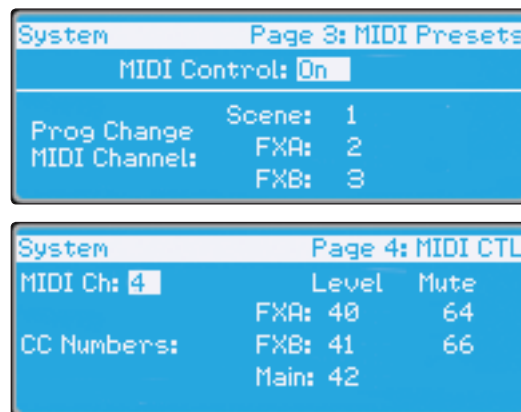 System Page 3: MIDI Presets
MIDI Control: On
Prog Change
MIDI Channel:
Scene: 1
FXA: 2
FXB: 3
System Page 4: MIDI CTL
MIDI Ch: 4 Level Mute
FXA: 40 64
CC Numbers: FXB: 41 66
Main: 42